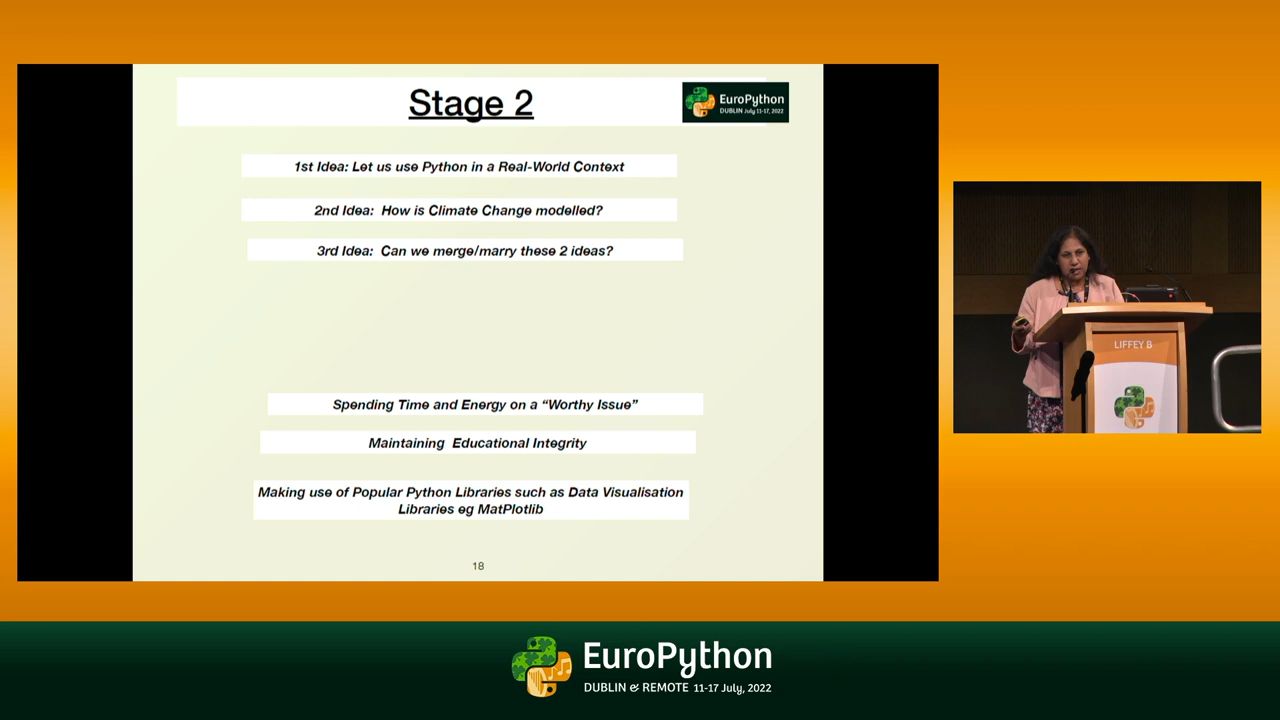 Stage 2
EuroPython
DUBLIN July 11-17, 2022
1st Idea: Let us use Python in a Real-World Context
2nd Idea: How is Climate Change modelled?
3rd Idea: Can we merge/marry these 2 ideas?
Spending Time and Energy on a “Worthy Issue”
Maintaining Educational Integrity
Making use of Popular Python Libraries such as Data Visualisation
Libraries eg MatPlotlib
18
LIFFEY B
EuroPython
DUBLIN & REMOTE 11-17 July, 2022